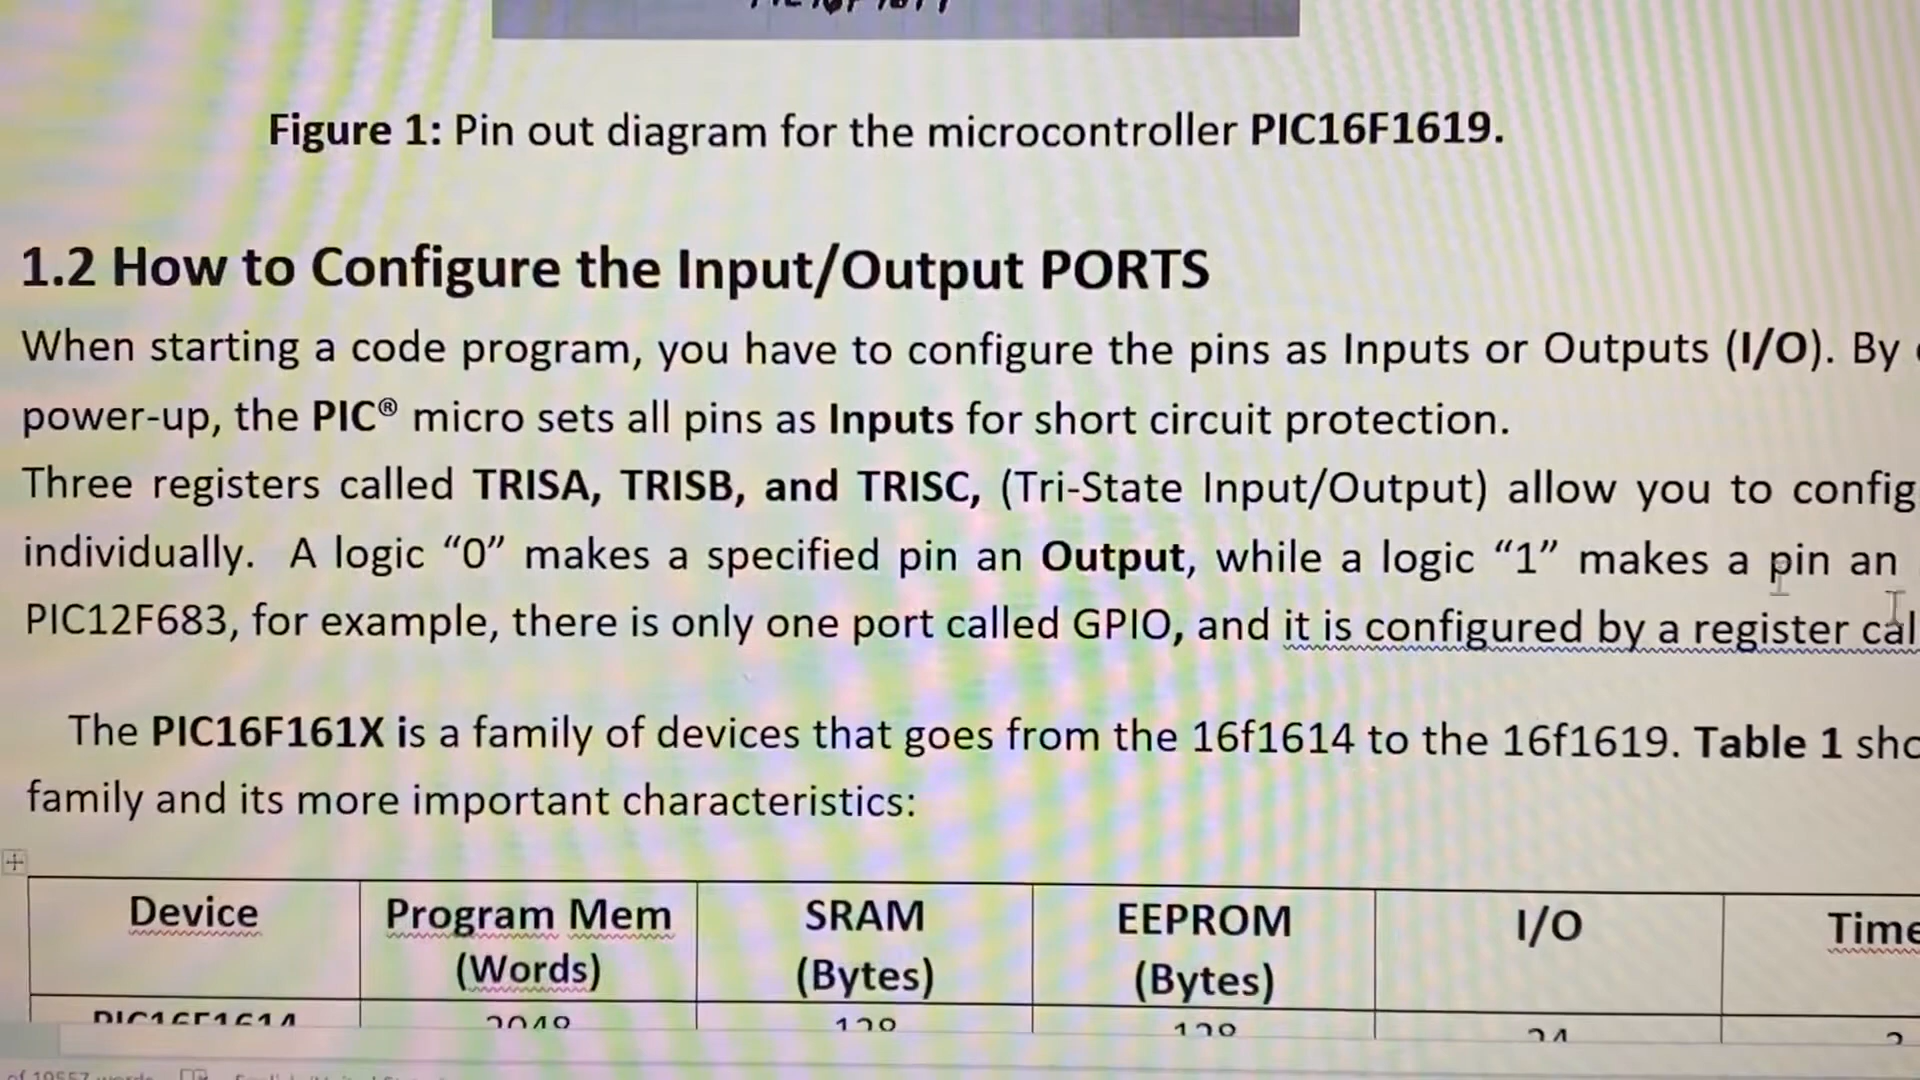 Figure 1: Pin out diagram for the microcontroller PIC16F1619.
1.2 How to Configure the Input/Output PORTS
When starting a code program, you have to configure the pins as Inputs or Outputs (I/O). By
power-up, the PIC® micro sets all pins as Inputs for short circuit protection.
Three registers called TRISA, TRISB, and TRISC, (Tri-State Input/Output) allow you to config
individually. A logic “0” makes a specified pin an Output, while a logic “1” makes a pin an
PIC12F683, for example, there is only one port called GPIO, and it is configured by a register cal
The PIC16F161X is a family of devices that goes from the 16f1614 to the 16f1619. Table 1 sho
family and its more important characteristics:
Device Program Mem SRAM EEPROM I/O Time
(Words) (Bytes) (Bytes)